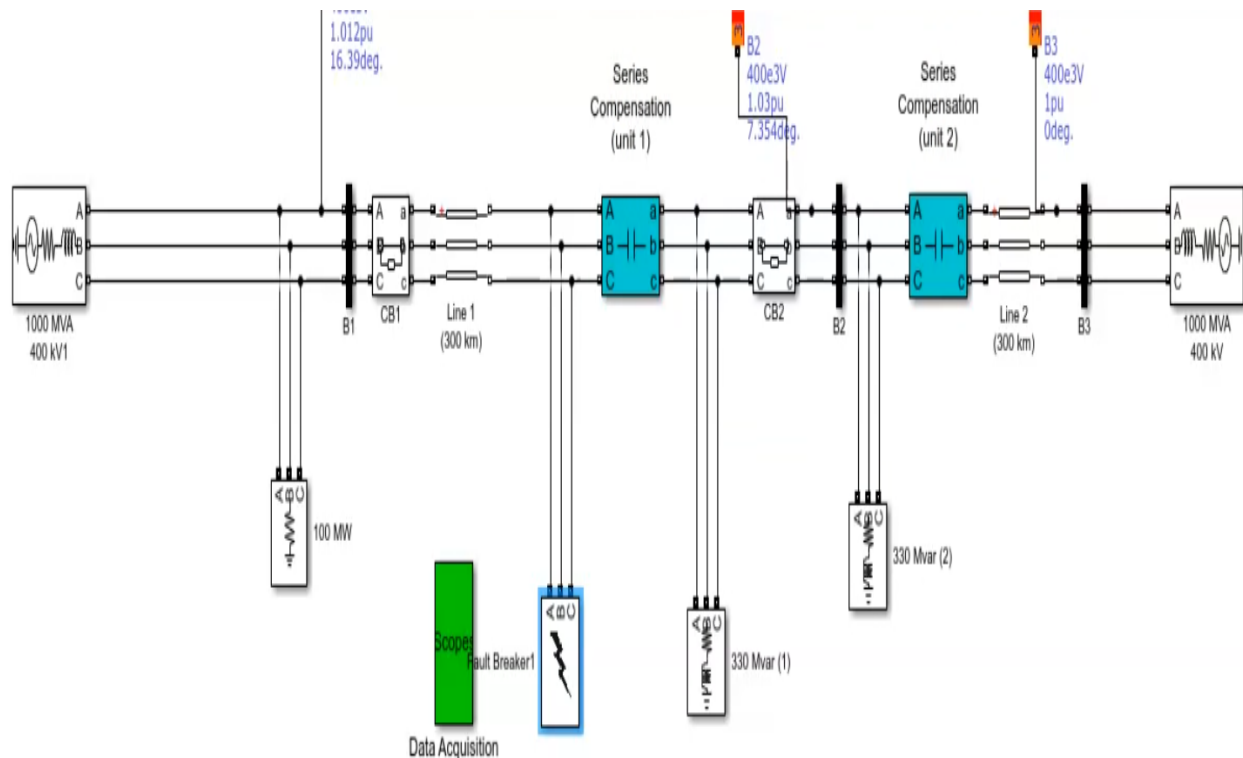 1.012pu
16.39deg.
3
B2
400e3V
1.03pu
7.354deg.
3
B3
400e3V
1pu
0deg.
Series
Compensation
(unit 1)
Series
Compensation
(unit 2)
A
B
C
1000 MVA
400 kV1
B1
A a
B b
C c
CB1
Line 1
(300 km)
A a
B b
C c
A a
B b
C c
CB2
B2
A a
B b
C c
Line 2
(300 km)
B3
A
B
C
1000 MVA
400 kV
A B C
100 MW
Scopes
Data Acquisition
A B C
Fault Breaker1
A B C
330 Mvar (1)
A B C
330 Mvar (2)